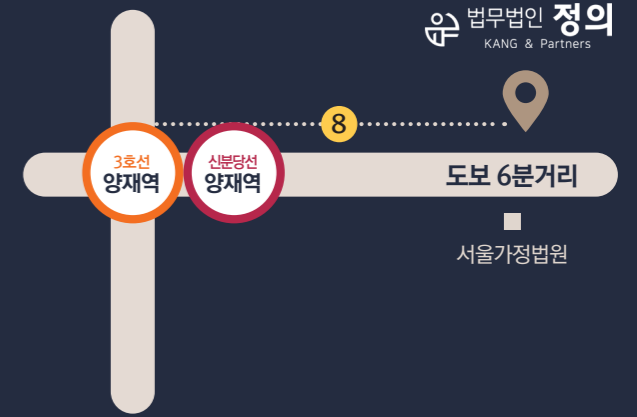 법무법인 정의
KANG & Partners
8
3호선
양재역
신분당선
양재역
도보 6분거리
서울가정법원